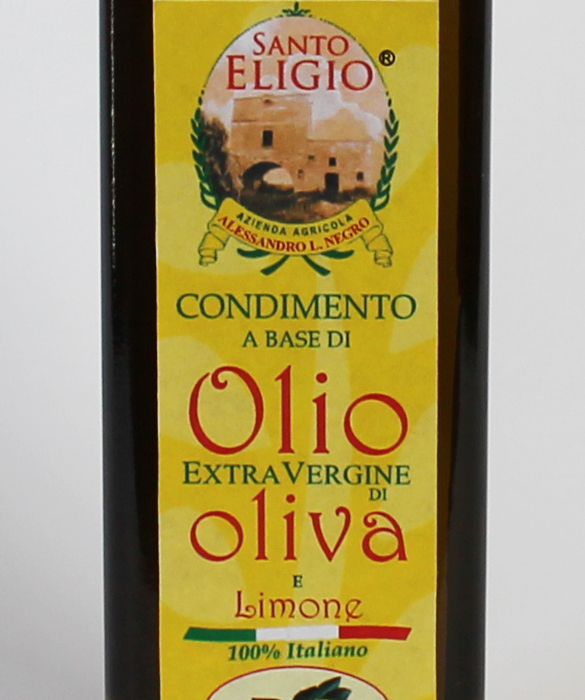 SANTO
ELIGIO®
AZIENDA AGRICOLA
ALESSANDRO L. NEGRO
CONDIMENTO
A BASE DI
Olio
EXTRAVERGINE
DI
oliva
E
Limone
100% Italiano